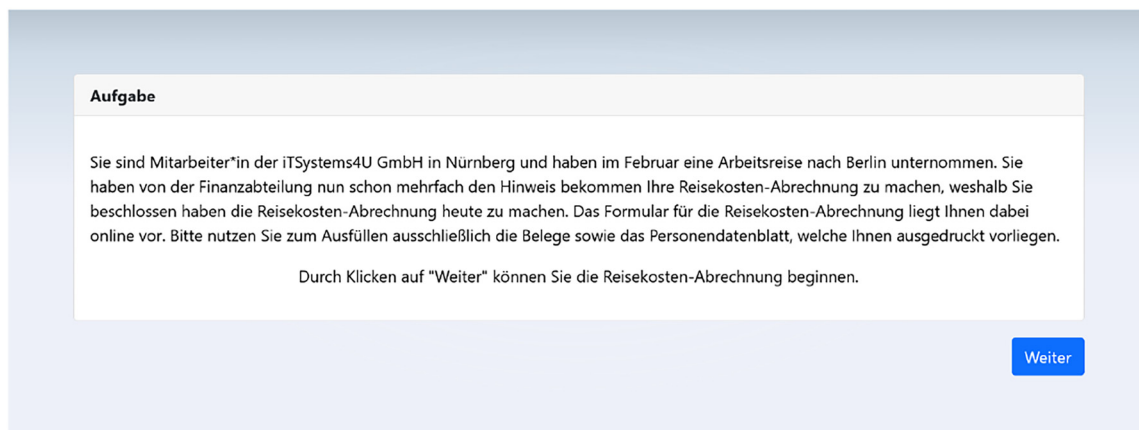 Aufgabe
Sie sind Mitarbeiter*in der iTSystems4U GmbH in Nürnberg und haben im Februar eine Arbeitsreise nach Berlin unternommen. Sie
haben von der Finanzabteilung nun schon mehrfach den Hinweis bekommen Ihre Reisekosten-Abrechnung zu machen, weshalb Sie
beschlossen haben die Reisekosten-Abrechnung heute zu machen. Das Formular für die Reisekosten-Abrechnung liegt Ihnen dabei
online vor. Bitte nutzen Sie zum Ausfüllen ausschließlich die Belege sowie das Personendatenblatt, welche Ihnen ausgedruckt vorliegen.
Durch Klicken auf "Weiter" können Sie die Reisekosten-Abrechnung beginnen.
Weiter